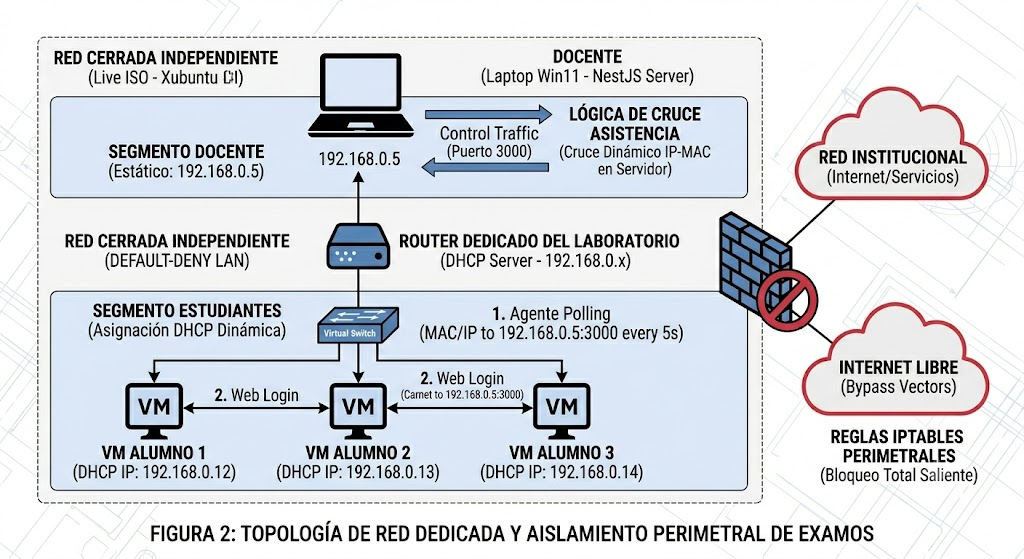 RED CERRADA INDEPENDIENTE
(Live ISO - Xubuntu
DOCENTE
(Laptop Win11 - NestJS Server)
SEGMENTO DOCENTE
(Estático: 192.168.0.5)
192.168.0.5
Control Traffic
(Puerto 3000)
LÓGICA DE CRUCE
ASISTENCIA
(Cruce Dinámico IP-MAC
en Servidor)
RED INSTITUCIONAL
(Internet/Servicios)
RED CERRADA INDEPENDIENTE
(DEFAULT-DENY LAN)
ROUTER DEDICADO DEL LABORATORIO
(DHCP Server - 192.168.0.x)
SEGMENTO ESTUDIANTES
(Asignación DHCP Dinámica)
Virtual Switch
1. Agente Polling
(MAC/IP to 192.168.0.5:3000 every 5s)
2. Web Login
2. Web Login
(Carnet to 192.168.0.5:3000)
VM
VM
VM
VM ALUMNO 1
(DHCP IP: 192.168.0.12)
VM ALUMNO 2
(DHCP IP: 192.168.0.13)
VM ALUMNO 3
(DHCP IP: 192.168.0.14)
INTERNET LIBRE
(Bypass Vectors)
REGLAS IPTABLES
PERIMETRALES
(Bloqueo Total Saliente)
FIGURA 2: TOPOLOGÍA DE RED DEDICADA Y AISLAMIENTO PERIMETRAL DE EXAMOS